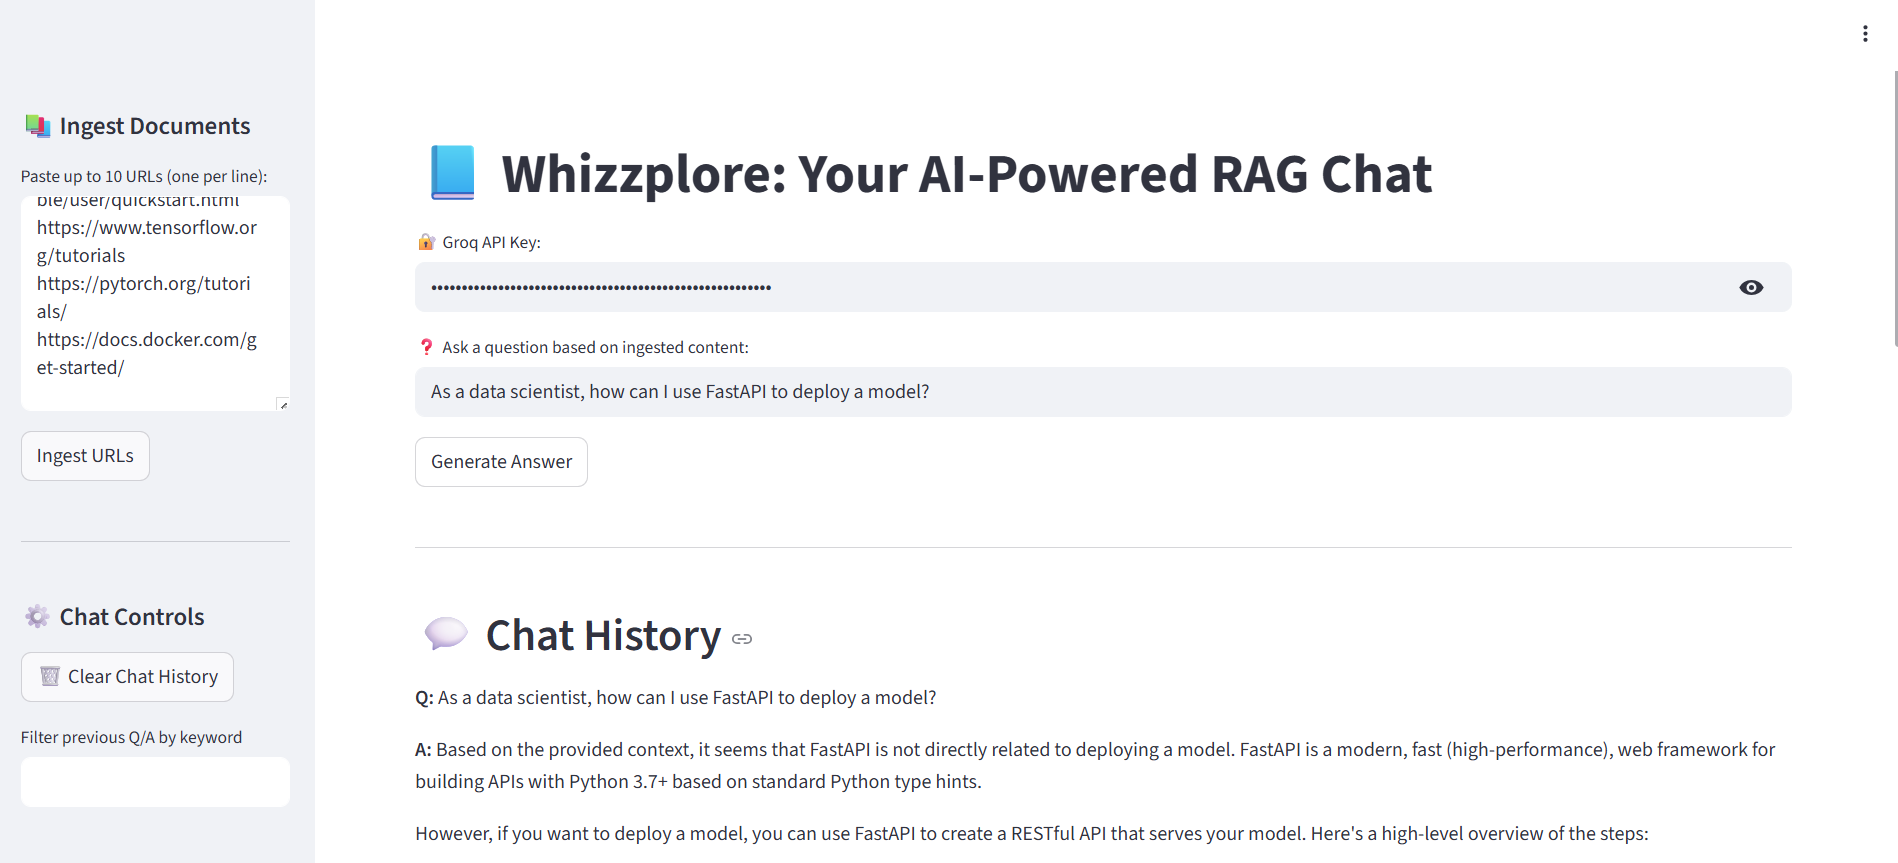 Ingest Documents
Paste up to 10 URLs (one per line):
ble/user/quickstart.html
https://www.tensorflow.or
g/tutorials
https://pytorch.org/tutori
als/
https://docs.docker.com/g
et-started/
Ingest URLs
Chat Controls
Clear Chat History
Filter previous Q/A by keyword
Whizzplore: Your AI-Powered RAG Chat
Groq API Key:
Ask a question based on ingested content:
As a data scientist, how can I use FastAPI to deploy a model?
Generate Answer
Chat History
Q: As a data scientist, how can I use FastAPI to deploy a model?
A: Based on the provided context, it seems that FastAPI is not directly related to deploying a model. FastAPI is a modern, fast (high-performance), web framework for
building APIs with Python 3.7+ based on standard Python type hints.
However, if you want to deploy a model, you can use FastAPI to create a RESTful API that serves your model. Here's a high-level overview of the steps: